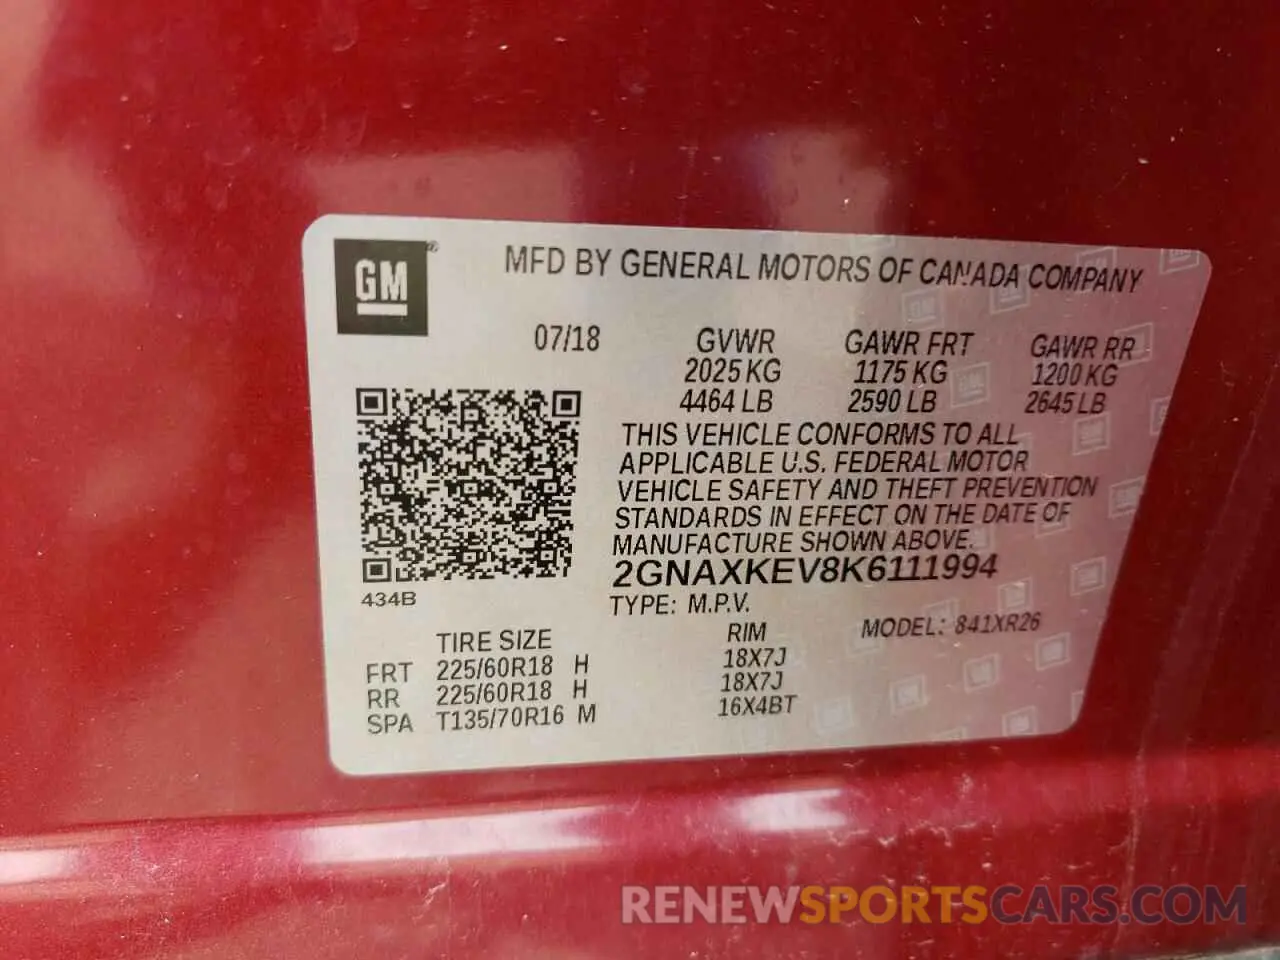 GM®
MFD BY GENERAL MOTORS OF CANADA COMPANY
07/18 GVWR GAWR FRT GAWR RR
2025 KG 1175 KG 1200 KG
4464 LB 2590 LB 2645 LB
THIS VEHICLE CONFORMS TO ALL
APPLICABLE U.S. FEDERAL MOTOR
VEHICLE SAFETY AND THEFT PREVENTION
STANDARDS IN EFFECT ON THE DATE OF
MANUFACTURE SHOWN ABOVE.
2GNAXKEV8K6111994
434B
TYPE: M.P.V.
TIRE SIZE RIM MODEL: 841XR26
FRT 225/60R18 H 18X7J
RR 225/60R18 H 18X7J
SPA T135/70R16 M 16X4BT
RENEWSPORTSCARS.COM